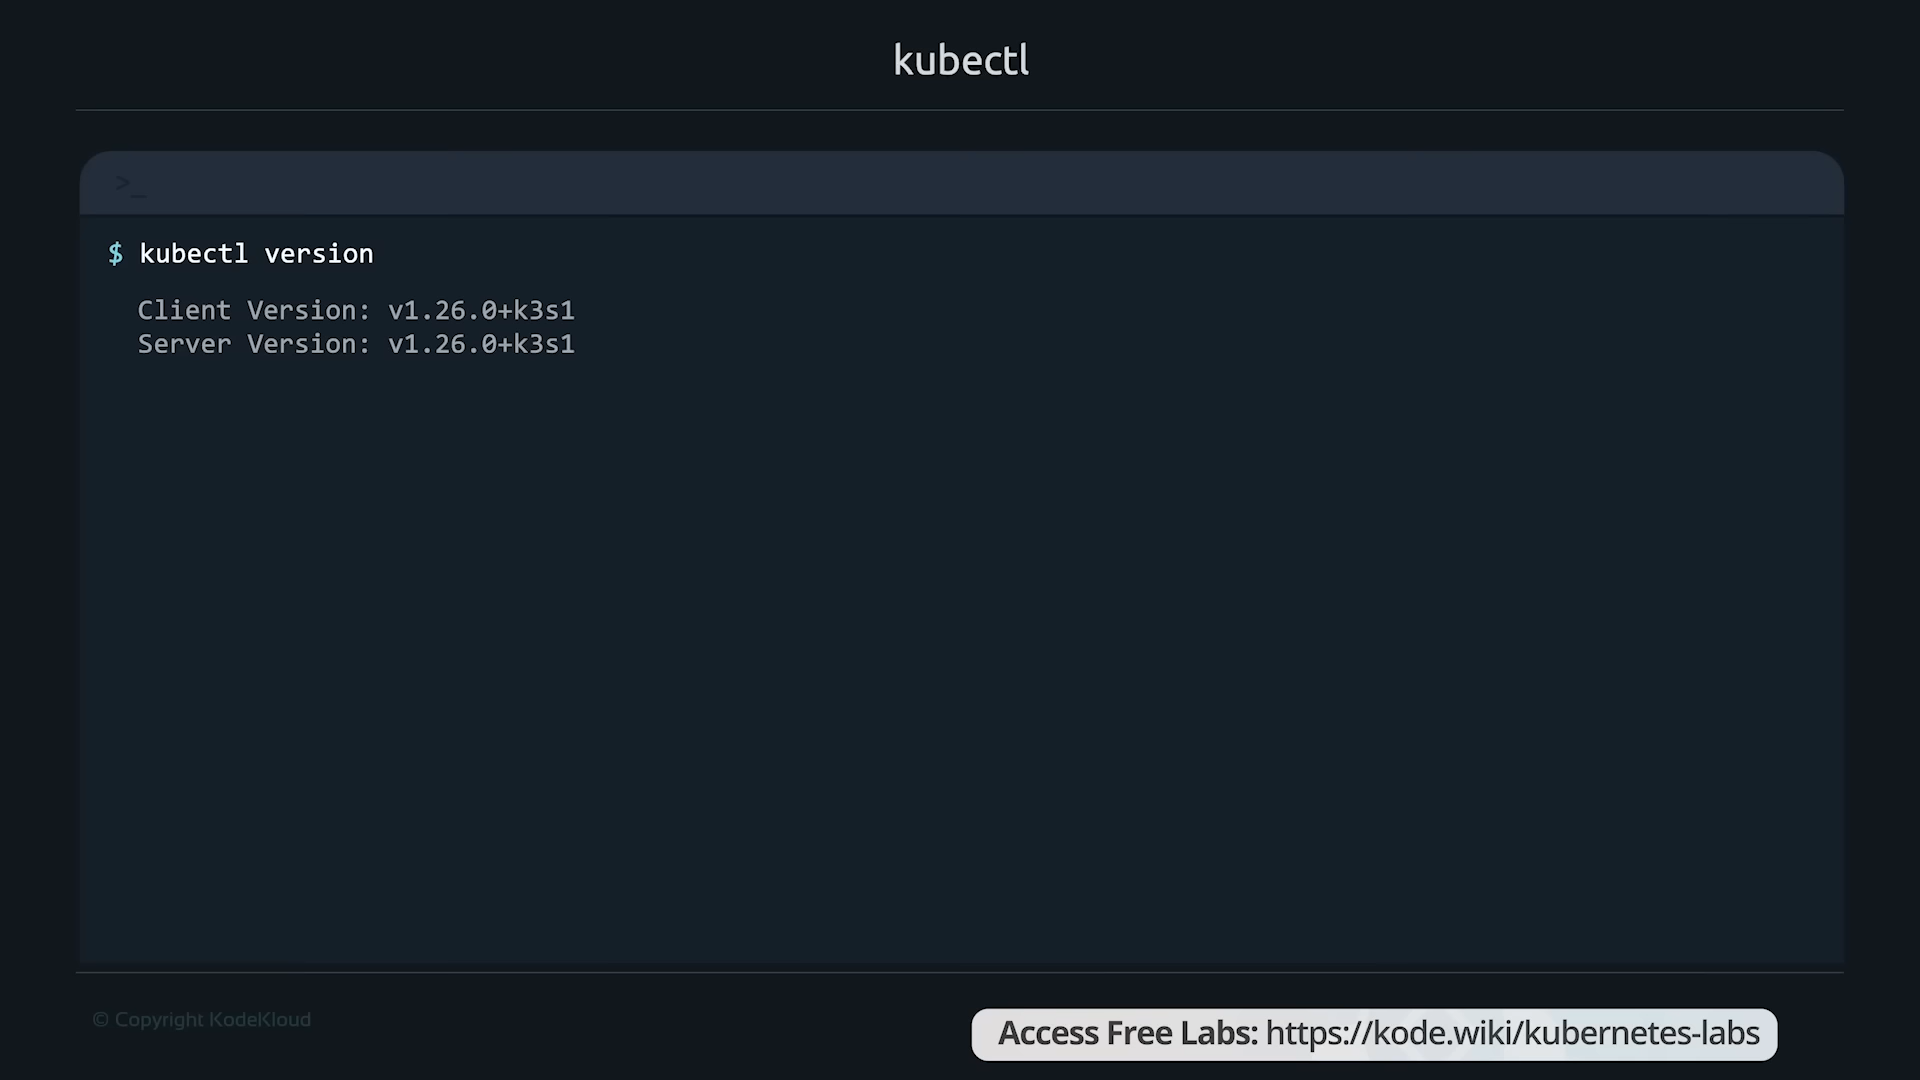 kubectl
>_
$ kubectl version
Client Version: v1.26.0+k3s1
Server Version: v1.26.0+k3s1
© Copyright KodeKloud
Access Free Labs: https://kode.wiki/kubernetes-labs